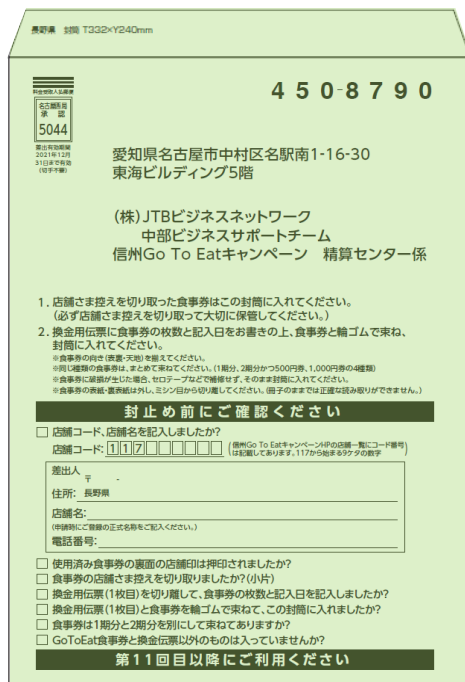 長野県 封筒 T332×Y240mm
料金受取人払郵便
名古屋西局
承認
5044
差出有効期間
2021年12月
31日まで有効
(切手不要)
450-8790
愛知県名古屋市中村区名駅南1-16-30
東海ビルディング5階
(株)JTBビジネスネットワーク
中部ビジネスサポートチーム
信州Go To Eatキャンペーン 精算センター係
1. 店舗さま控えを切り取った食事券はこの封筒に入れてください。
(必ず店舗さま控えを切り取って大切に保管してください。)
2. 換金用伝票に食事券の枚数と記入日をお書きの上、食事券と輪ゴムで束ね、
封筒に入れてください。
※食事券の向き(表裏・天地)を揃えてください。
※同じ種類の食事券は、まとめて束ねてください。(1期分、2期分かつ500円券、1,000円券の4種類)
※食事券に破損が生じた場合、セロテープなどで補修せず、そのまま封筒に入れてください。
※食事券の表紙・裏表紙は外し、ミシン目から切り離してください。(冊子のままでは正確な読み取りができません。)
封止め前にご確認ください
□ 店舗コード、店舗名を記入しましたか?
店舗コード: 117 (信州Go To EatキャンペーンHPの店舗一覧にコード番号
は記載してあります。117から始まる9ケタの数字)
差出人
〒 -
住所: 長野県
店舗名:
(申請時にご登録の正式名称をご記入ください。)
電話番号:
□ 使用済み食事券の裏面の店舗印は押印されましたか?
□ 食事券の店舗さま控えを切り取りましたか?(小片)
□ 換金用伝票(1枚目)を切り離して、食事券の枚数と記入日を記入しましたか?
□ 換金用伝票(1枚目)と食事券を輪ゴムで束ねて、この封筒に入れましたか?
□ 食事券は1期分と2期分を別にして束ねてありますか?
□ GoToEat食事券と換金伝票以外のものは入っていませんか?
第11回目以降にご利用ください